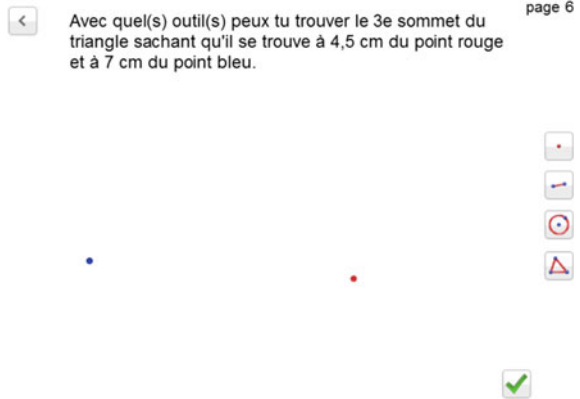 page 6
Avec quel(s) outil(s) peux tu trouver le 3e sommet du
triangle sachant qu'il se trouve à 4,5 cm du point rouge
et à 7 cm du point bleu.